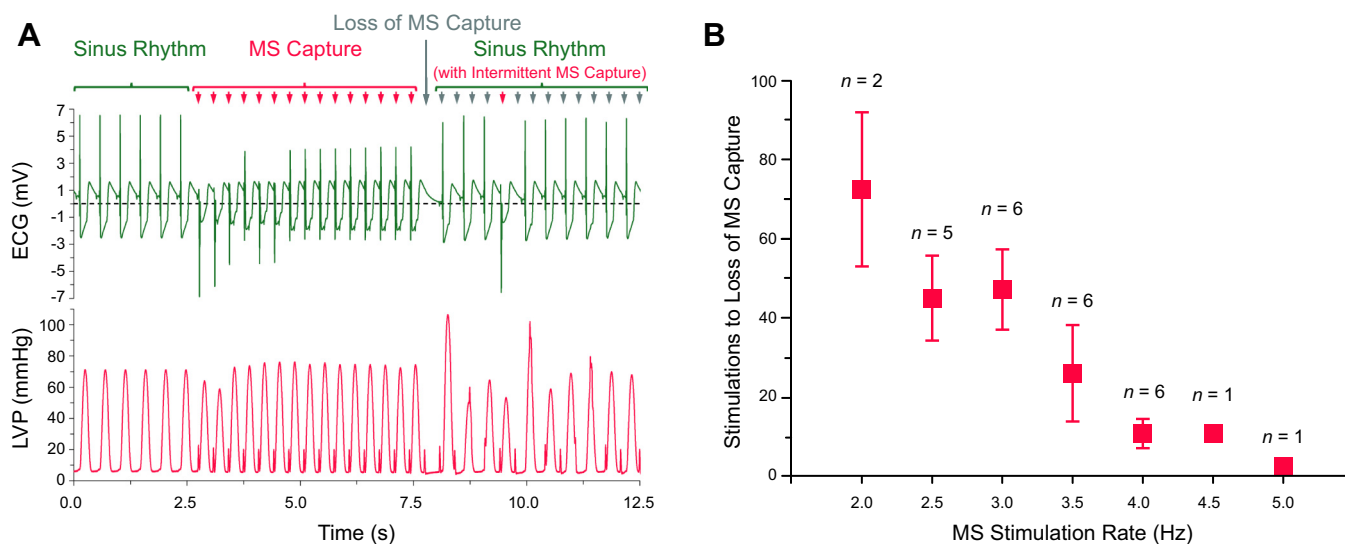 A
Loss of MS Capture
Sinus Rhythm
MS Capture
Sinus Rhythm
(with Intermittent MS Capture)
ECG (mV)
7
5
3
1
-1
-3
-5
-7
LVP (mmHg)
100
80
60
40
20
0
0.0 2.5 5.0 7.5 10.0 12.5
Time (s)
B
Stimulations to Loss of MS Capture
100
80
60
40
20
0
n = 2
n = 5
n = 6
n = 6
n = 6
n = 1
n = 1
2.0 2.5 3.0 3.5 4.0 4.5 5.0
MS Stimulation Rate (Hz)